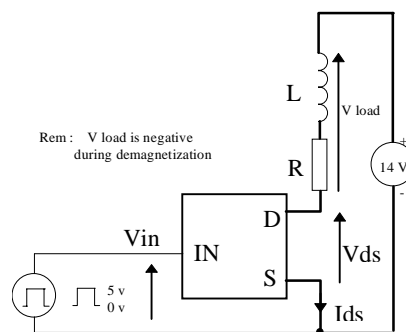 L
V load
Rem : V load is negative
during demagnetization
R
+
14 V
-
D
Vin
IN
Vds
S
5 v
0 v
Ids